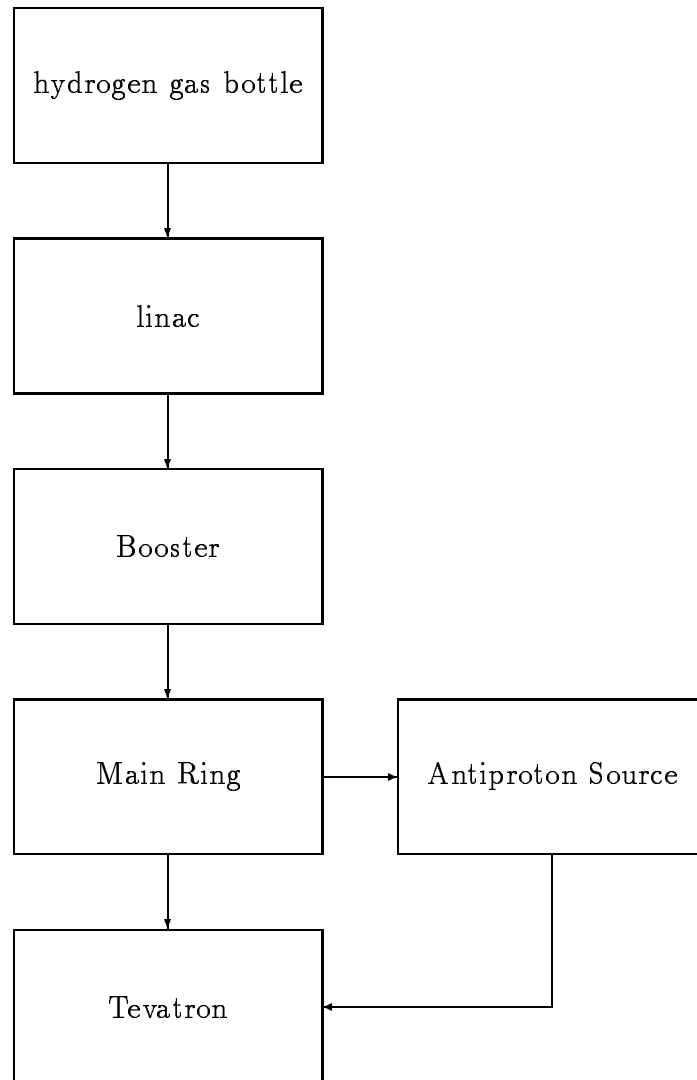 hydrogen gas bottle
linac
Booster
Main Ring
Antiproton Source
Tevatron